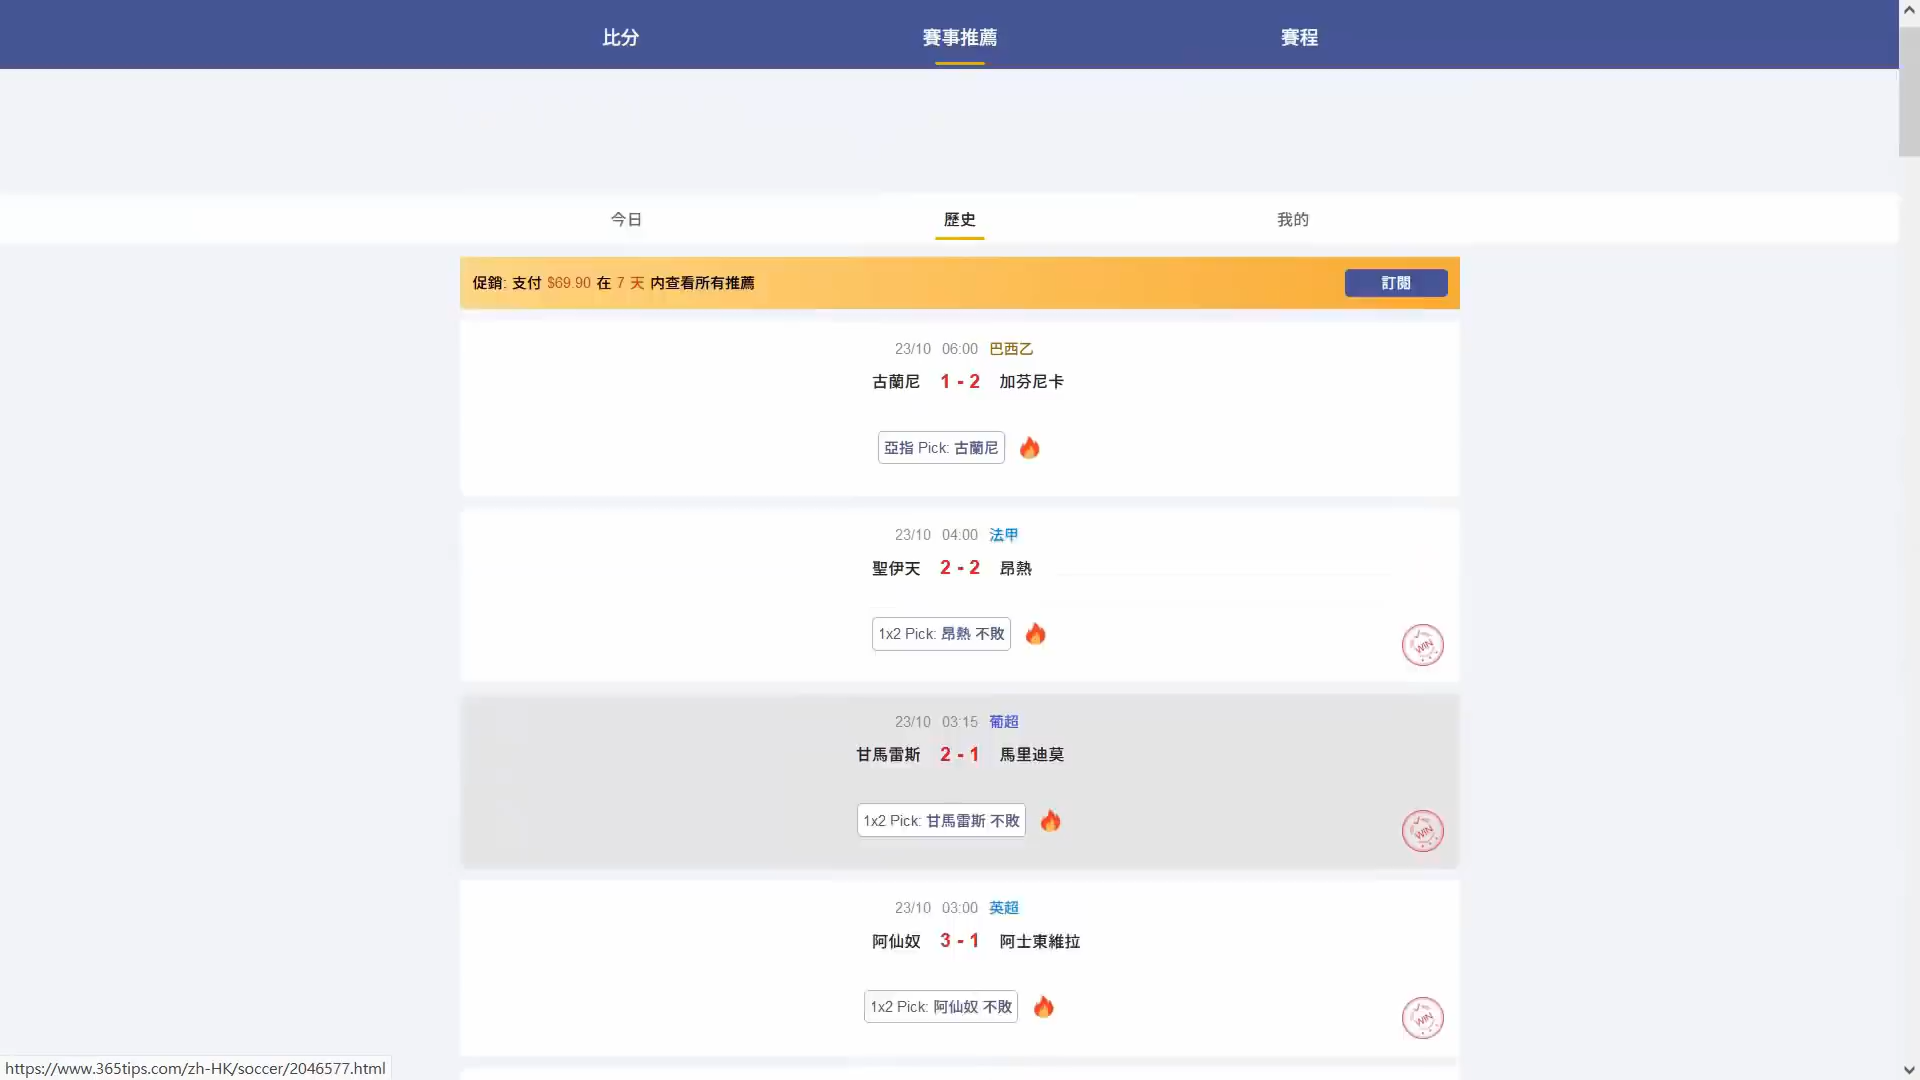 比分 賽事推薦 賽程
今日 歷史 我的
促銷: 支付 $69.90 在 7 天 內查看所有推薦 訂閱
23/10 06:00 巴西乙
古蘭尼 1 - 2 加芬尼卡
亞指 Pick: 古蘭尼
23/10 04:00 法甲
聖伊天 2 - 2 昂熱
1x2 Pick: 昂熱 不敗
WIN
23/10 03:15 葡超
甘馬雷斯 2 - 1 馬里迪莫
1x2 Pick: 甘馬雷斯 不敗
WIN
23/10 03:00 英超
阿仙奴 3 - 1 阿士東維拉
1x2 Pick: 阿仙奴 不敗
WIN
https://www.365tips.com/zh-HK/soccer/2046577.html